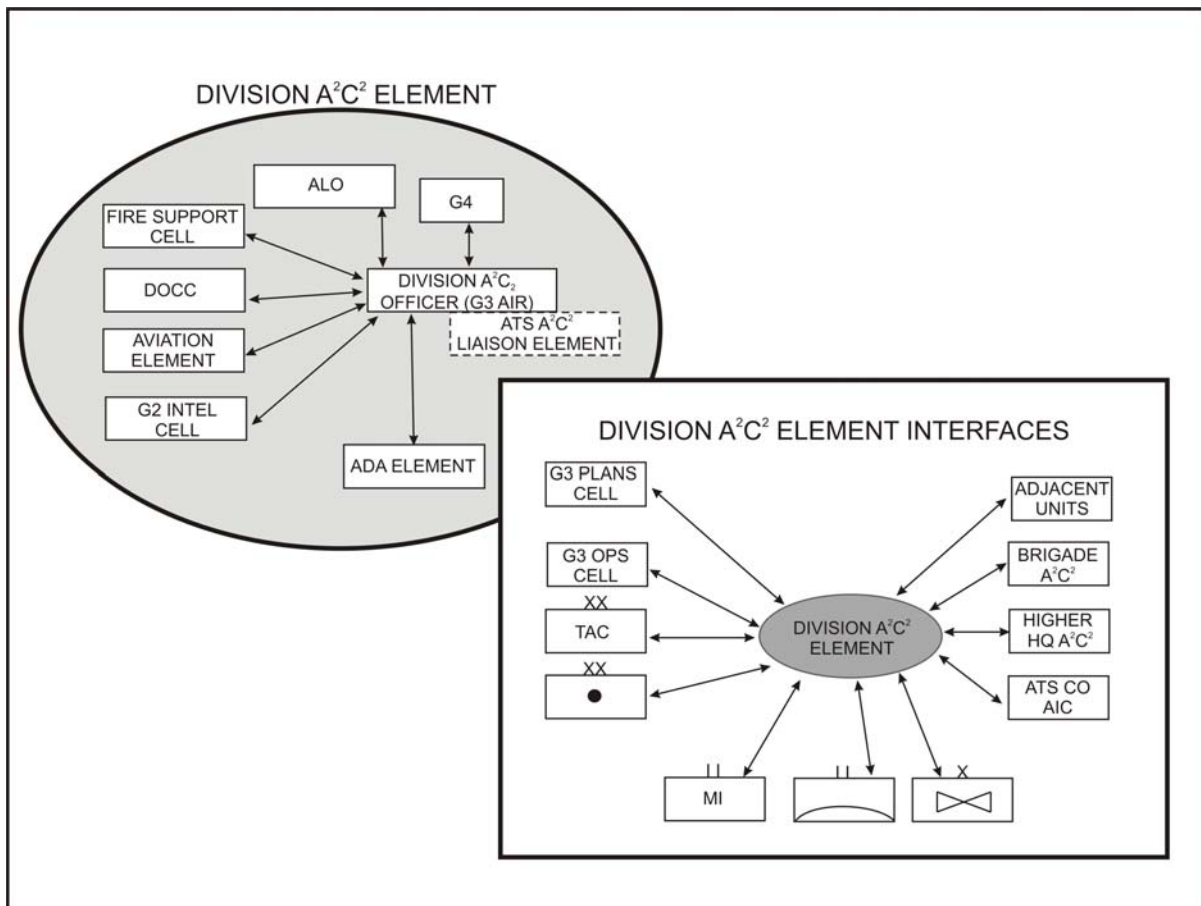 DIVISION A²C² ELEMENT
ALO
G4
FIRE SUPPORT
CELL
DOCC
DIVISION A²C₂
OFFICER (G3 AIR)
ATS A²C²
LIAISON ELEMENT
AVIATION
ELEMENT
G2 INTEL
CELL
ADA ELEMENT
DIVISION A²C² ELEMENT INTERFACES
G3 PLANS
CELL
G3 OPS
CELL
XX
TAC
XX
DIVISION A²C²
ELEMENT
ADJACENT
UNITS
BRIGADE
A²C²
HIGHER
HQ A²C²
ATS CO
AIC
II
MI
II
X